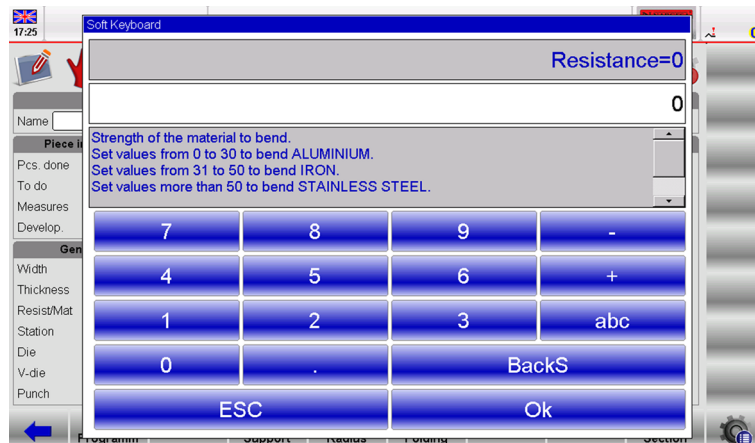 17:25
Soft Keyboard
Resistance=0
0
Strength of the material to bend.
Set values from 0 to 30 to bend ALUMINIUM.
Set values from 31 to 50 to bend IRON.
Set values more than 50 to bend STAINLESS STEEL.
7 8 9 -
4 5 6 +
1 2 3 abc
0 . BackS
ESC Ok
Name
Piece
Pcs. done
To do
Measures
Develop.
Gen
Width
Thickness
Resist/Mat
Station
Die
V-die
Punch
Programm Support Radius Folding Section